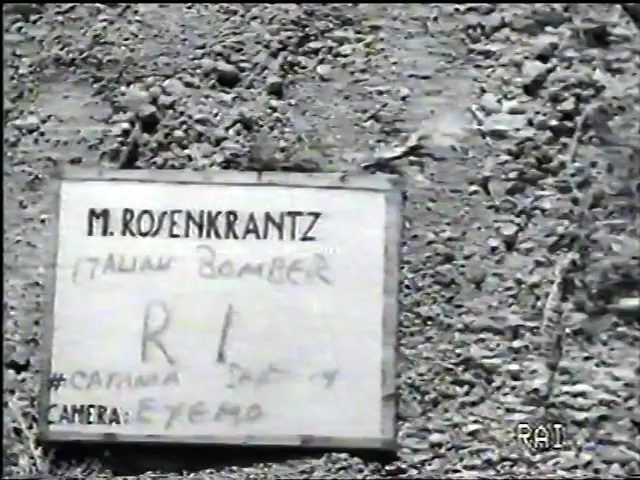 M. ROSENKRANTZ
ITALIAN BOMBER
R 1
#CATANIA
CAMERA: EYEMO
RAI